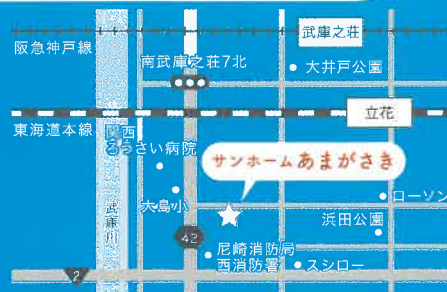 武庫之荘
阪急神戸線
南武庫之荘7北
大井戸公園
立花
東海道本線
関西
ろうさい病院
サンホームあまがさき
ローソン
大島小
武庫川
浜田公園
42
尼崎消防局
西消防署
スシロー
2